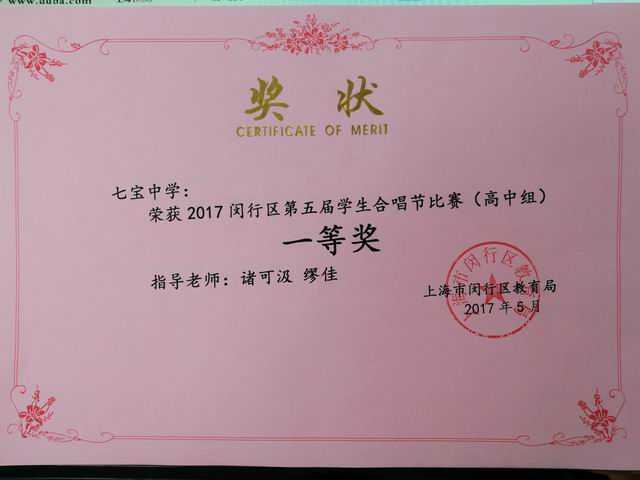 www.auba.com
奖 状
CERTIFICATE OF MERIT
七宝中学：
荣获2017闵行区第五届学生合唱节比赛（高中组）
一等奖
指导老师：诸可汲 缪佳
上海市闵行区教育局
2017年5月